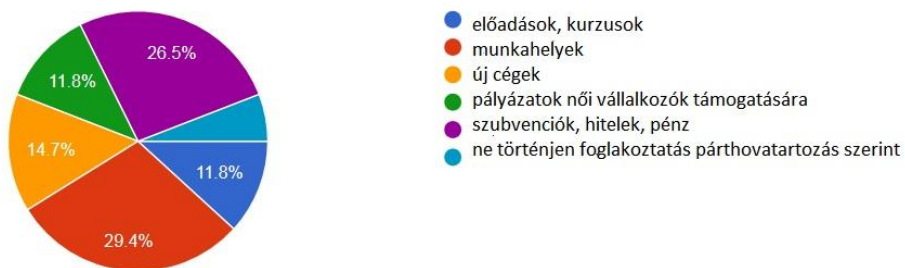 26.5%
11.8%
14.7%
11.8%
29.4%
előadások, kurzusok
munkahelyek
új cégek
pályázatok női vállalkozók támogatására
szubvenciók, hitelek, pénz
ne történjen foglakoztatás párthovatartozás szerint